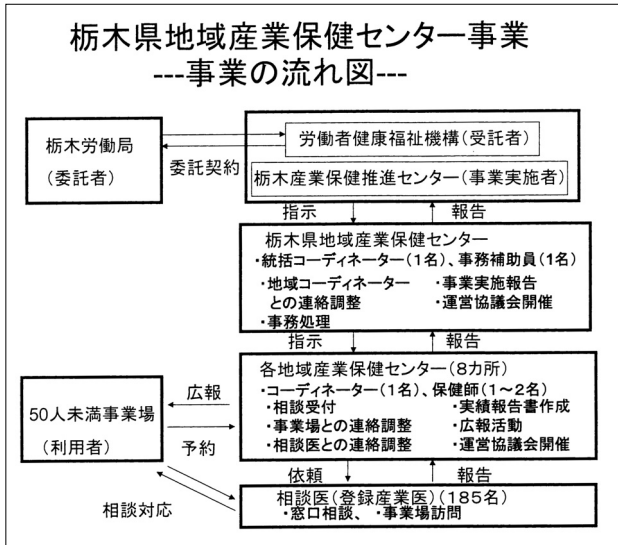 栃木県地域産業保健センター事業
---事業の流れ図---
栃木労働局
(委託者)
委託契約
労働者健康福祉機構(受託者)
栃木産業保健推進センター(事業実施者)
指示
報告
栃木県地域産業保健センター
・統括コーディネーター(1名)、事務補助員(1名)
・地域コーディネーター
との連絡調整
・事務処理
・事業実施報告
・運営協議会開催
指示
報告
50人未満事業場
(利用者)
広報
予約
各地域産業保健センター(8カ所)
・コーディネーター(1名)、保健師(1～2名)
・相談受付
・事業場との連絡調整
・相談医との連絡調整
・実績報告書作成
・広報活動
・運営協議会開催
依頼
報告
相談対応
相談医(登録産業医)(185名)
・窓口相談、 ・事業場訪問